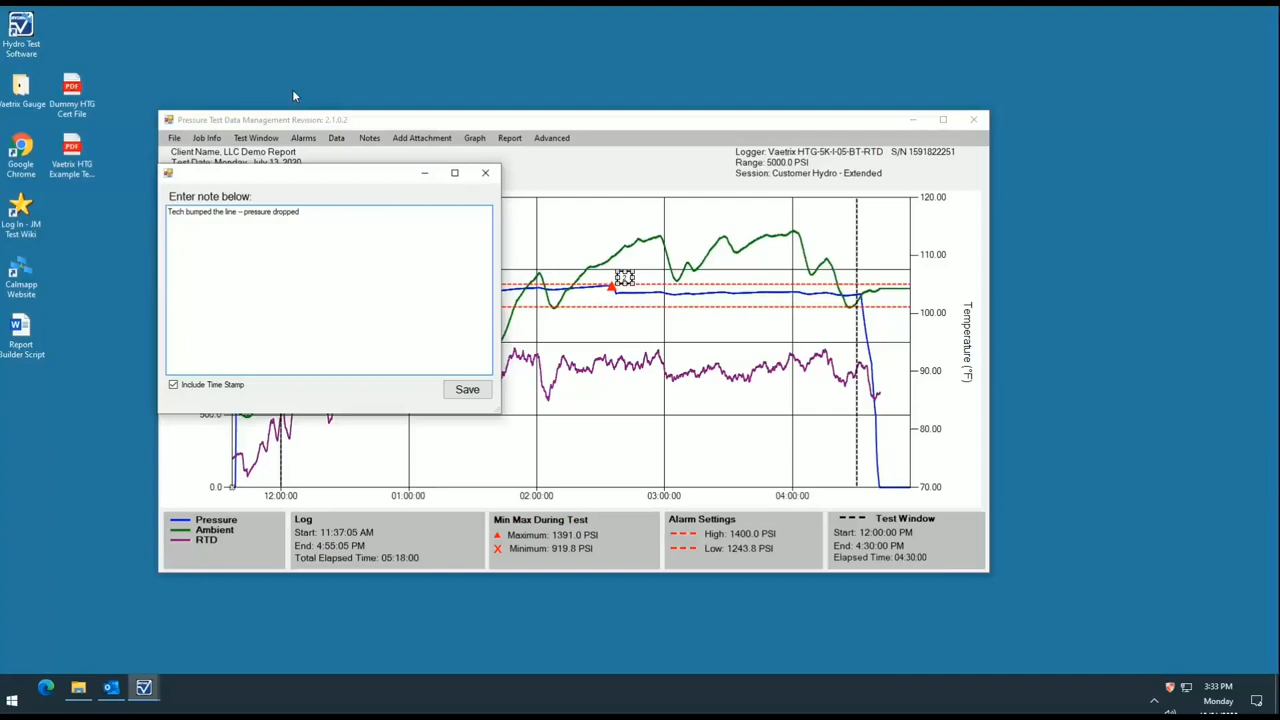 Hydro Test
Software
Vaetrix Gauge
Dummy HTG
Cert File
Google
Chrome
Vaetrix HTG
Example Te...
Log In - JM
Test Wiki
Calmapp
Website
Report
Builder Script
Pressure Test Data Management Revision: 2.1.0.2
File Job Info Test Window Alarms Data Notes Add Attachment Graph Report Advanced
Client Name, LLC Demo Report
Test Date: Monday, July 13, 2020
Logger: Vaetrix HTG-5K-I-05-BT-RTD S/N 1591822251
Range: 5000.0 PSI
Session: Customer Hydro - Extended
Enter note below:
Tech bumped the line – pressure dropped
Include Time Stamp
Save
120.00
110.00
100.00
90.00
80.00
70.00
Temperature (°F)
500.0
0.0
12:00:00 01:00:00 02:00:00 03:00:00 04:00:00
Pressure
Ambient
RTD
Log
Start: 11:37:05 AM
End: 4:55:05 PM
Total Elapsed Time: 05:18:00
Min Max During Test
Maximum: 1391.0 PSI
X Minimum: 919.8 PSI
Alarm Settings
High: 1400.0 PSI
Low: 1243.8 PSI
Test Window
Start: 12:00:00 PM
End: 4:30:00 PM
Elapsed Time: 04:30:00
3:33 PM
Monday